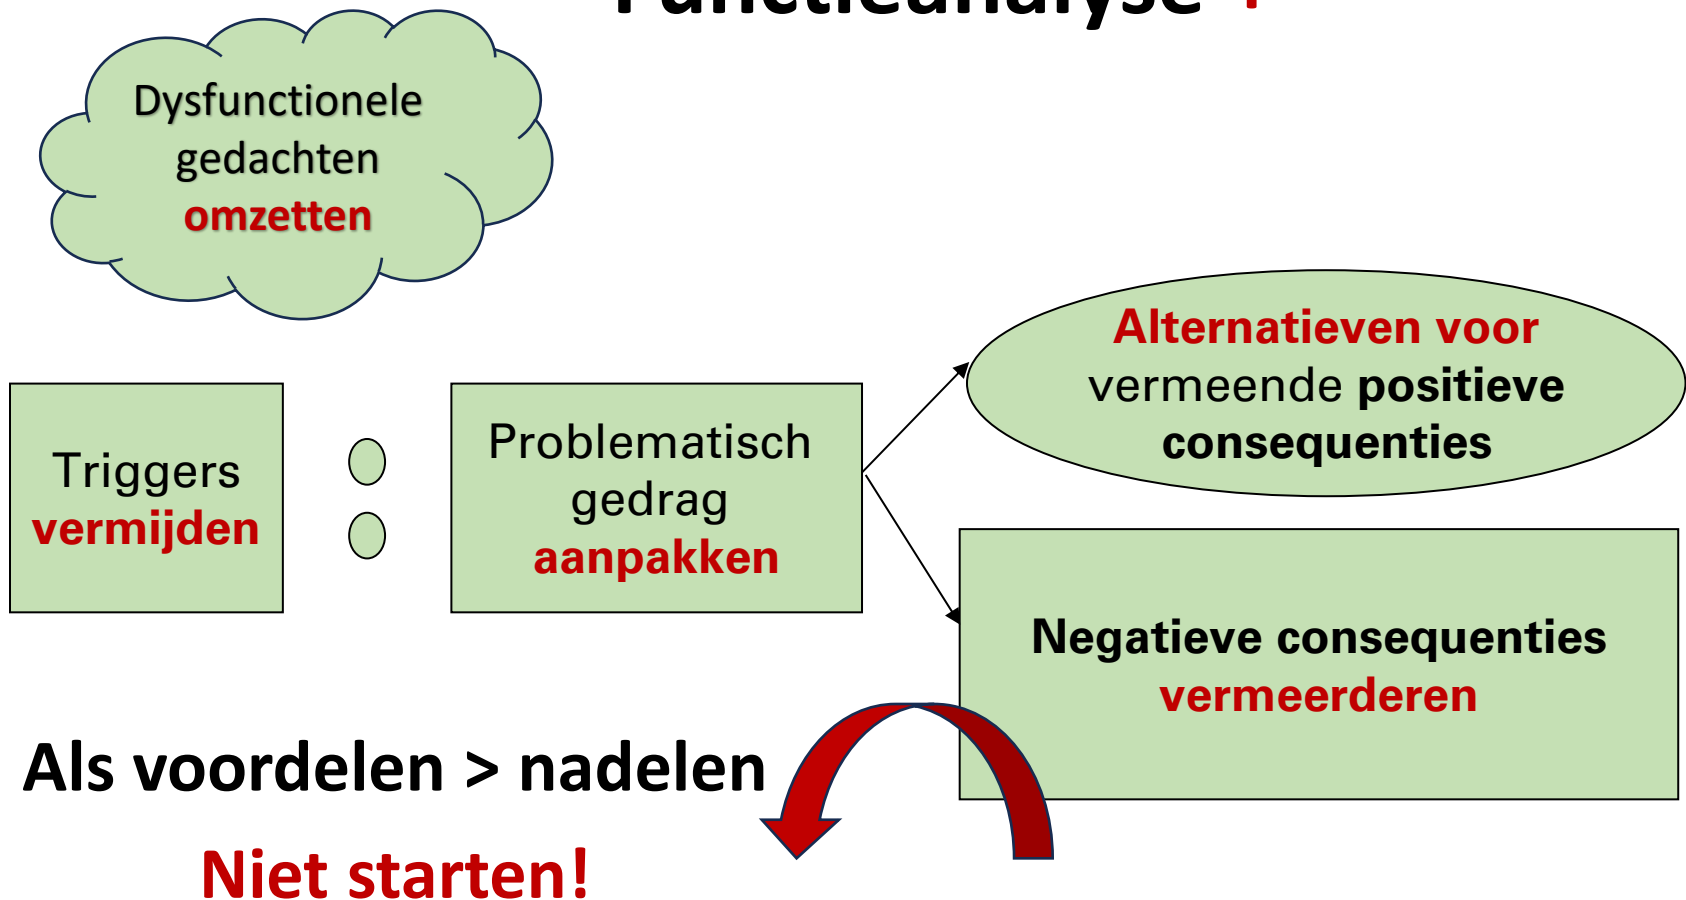 Functieanalyse +
Dysfunctionele
gedachten
omzetten
Triggers
vermijden
Problematisch
gedrag
aanpakken
Alternatieven voor
vermeende positieve
consequenties
Negatieve consequenties
vermeerderen
Als voordelen > nadelen
Niet starten!